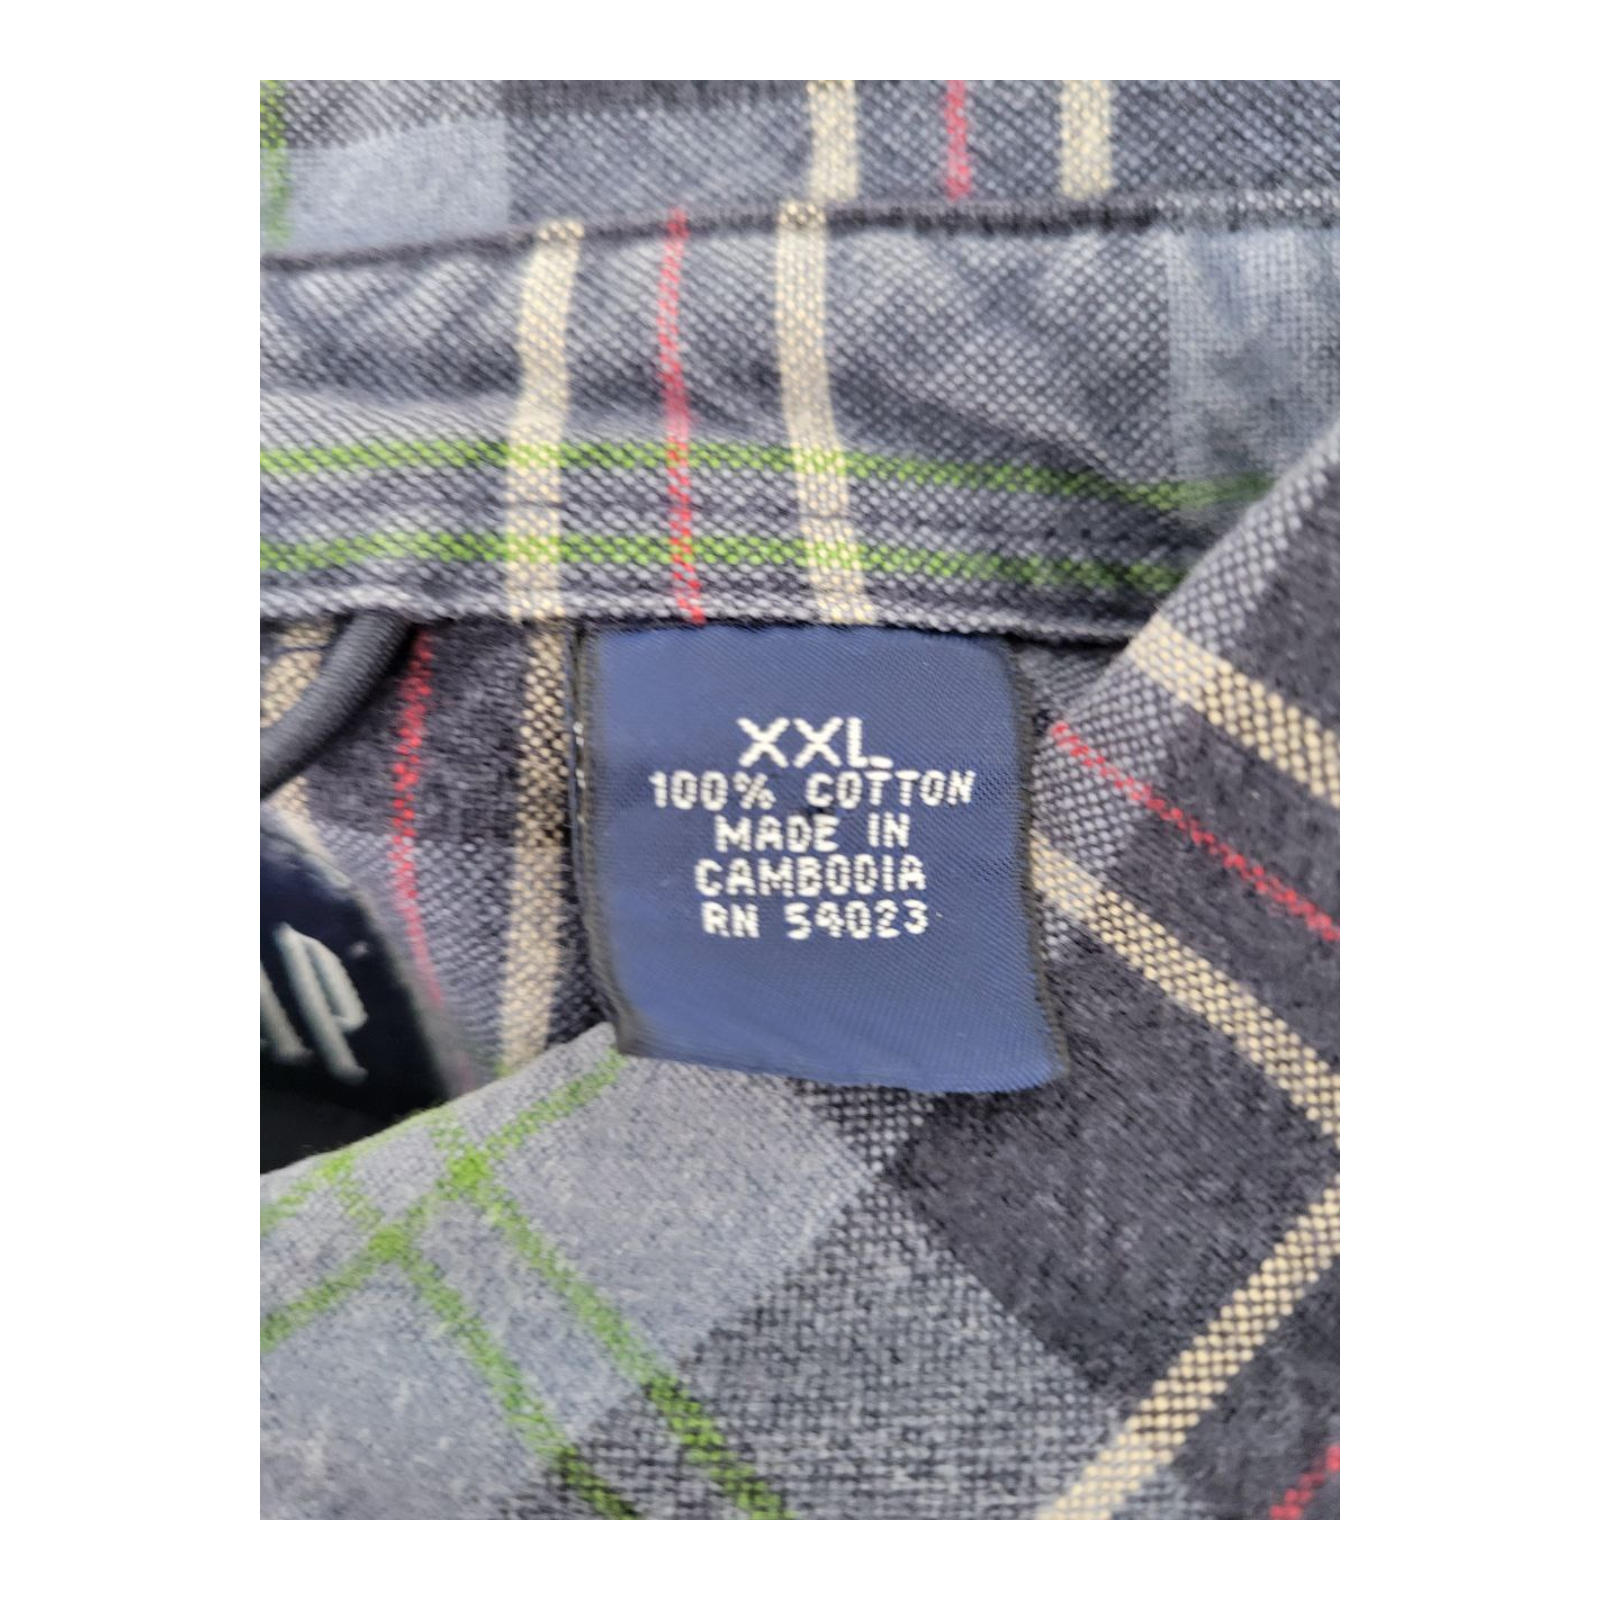 XXL
100% COTTON
MADE IN
CAMBODIA
RN 54023